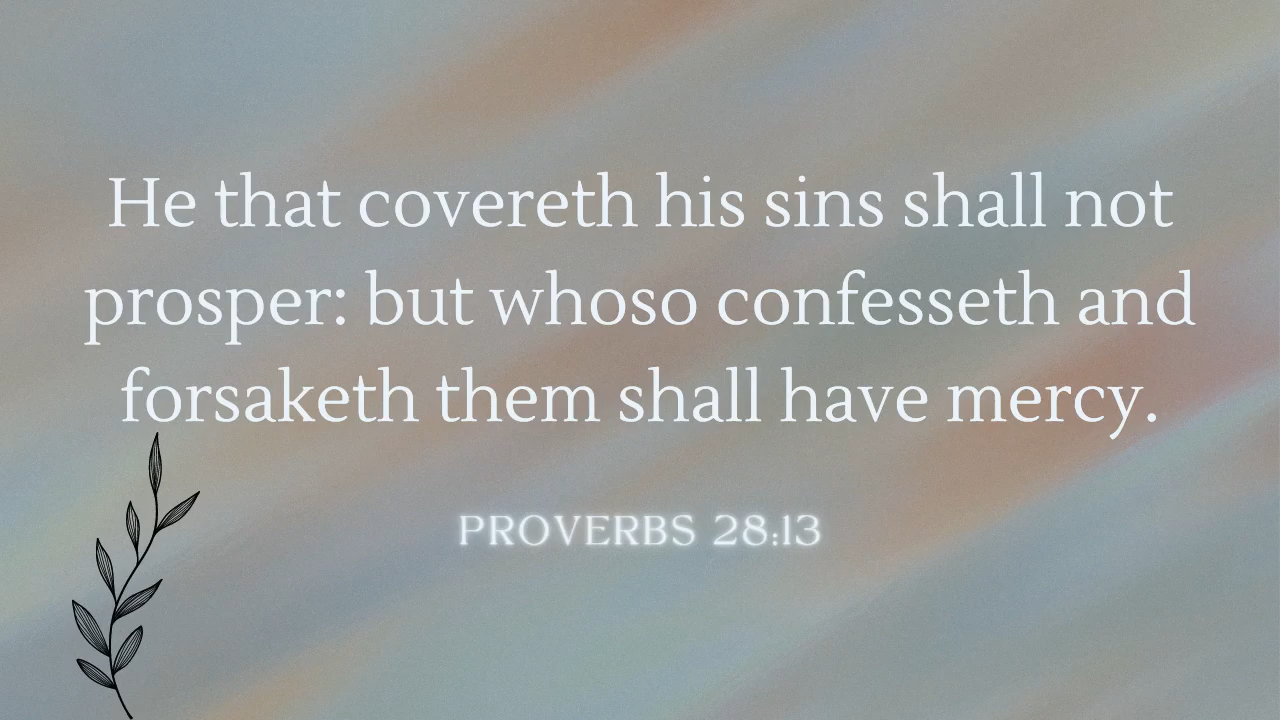 He that covereth his sins shall not
prosper: but whoso confesseth and
forsaketh them shall have mercy.
PROVERBS 28:13